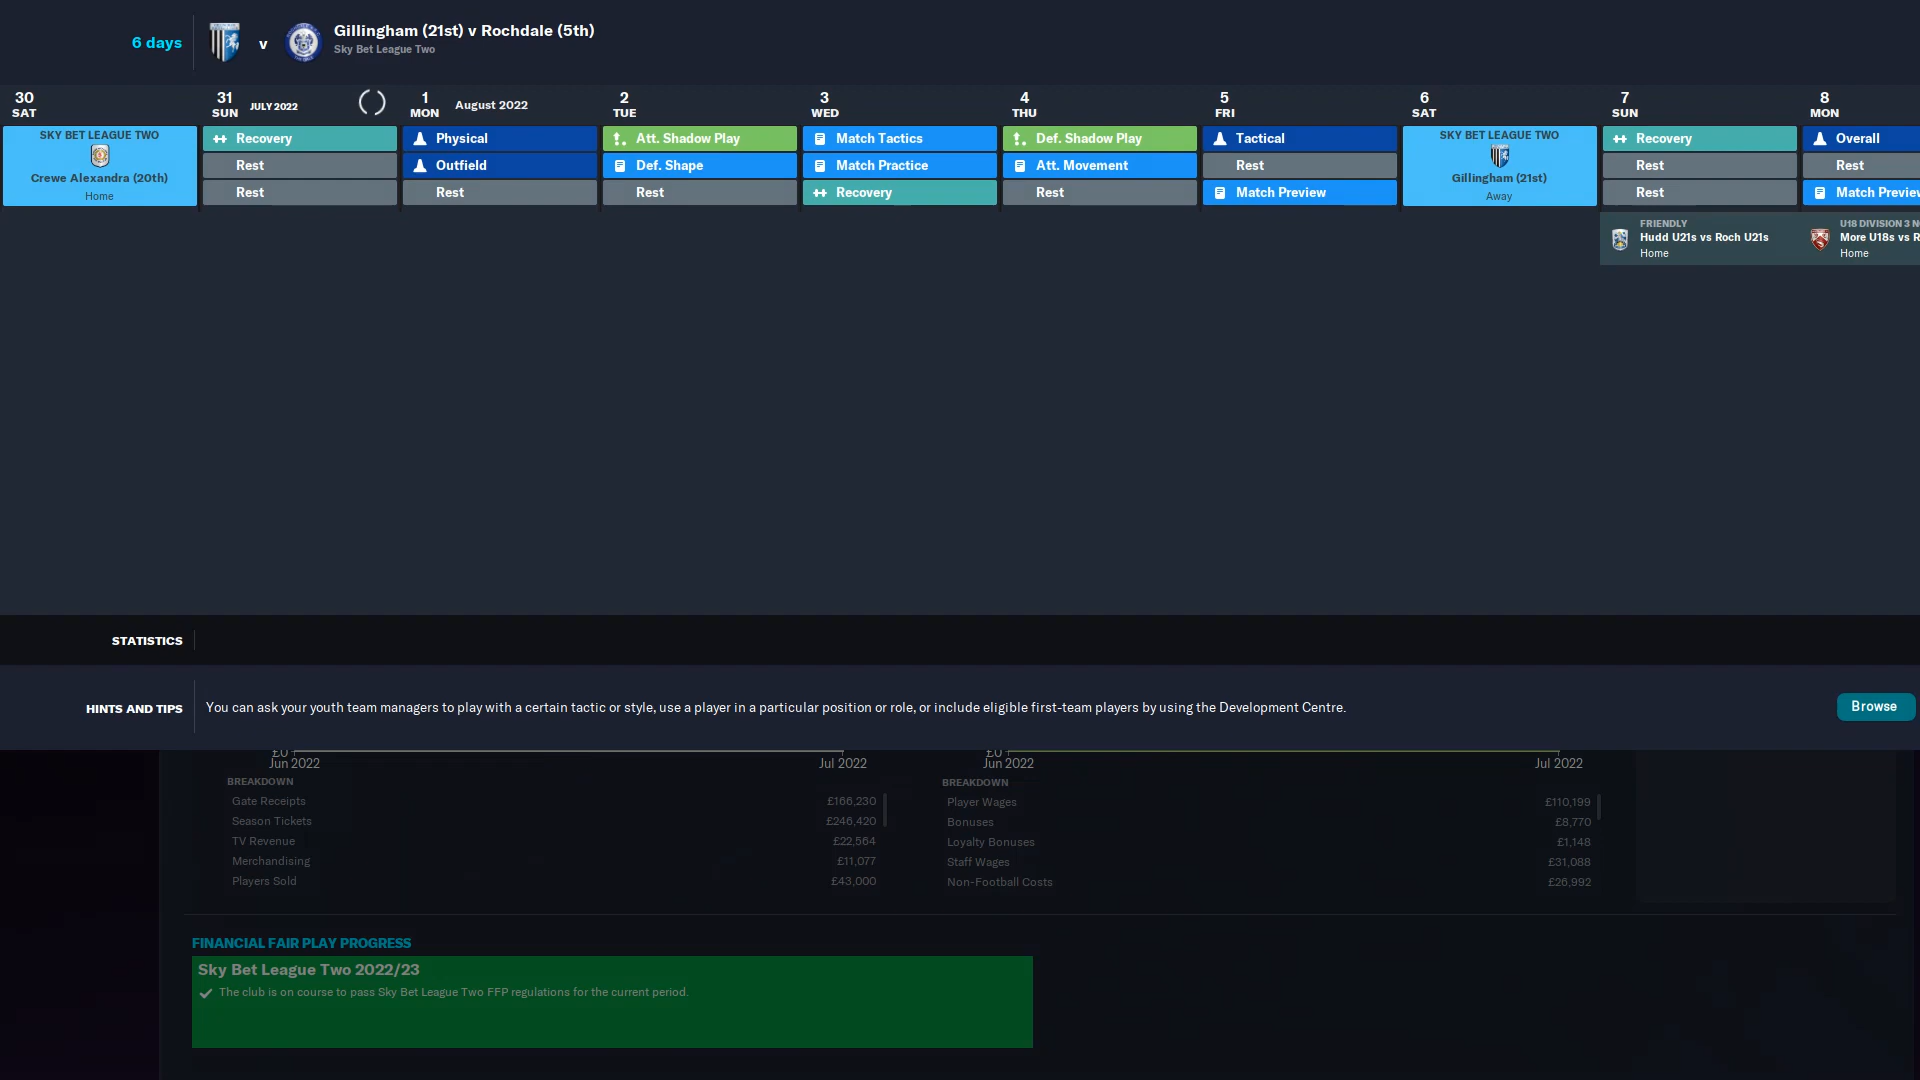 6 days
v
Gillingham (21st) v Rochdale (5th)
Sky Bet League Two
30
SAT
31
SUN
JULY 2022
1
MON
August 2022
2
TUE
3
WED
4
THU
5
FRI
6
SAT
7
SUN
8
MON
SKY BET LEAGUE TWO
Crewe Alexandra (20th)
Home
Recovery
Rest
Rest
Physical
Outfield
Rest
Att. Shadow Play
Def. Shape
Rest
Match Tactics
Match Practice
Recovery
Def. Shadow Play
Att. Movement
Rest
Tactical
Rest
Match Preview
SKY BET LEAGUE TWO
Gillingham (21st)
Away
Recovery
Rest
Rest
Overall
Rest
Match Preview
FRIENDLY
Hudd U21s vs Roch U21s
Home
U18 DIVISION 3 N
More U18s vs R
Home
STATISTICS
HINTS AND TIPS
You can ask your youth team managers to play with a certain tactic or style, use a player in a particular position or role, or include eligible first-team players by using the Development Centre.
Browse
£0
Jun 2022
Jul 2022
BREAKDOWN
Gate Receipts £166,230
Season Tickets £246,420
TV Revenue £22,564
Merchandising £11,077
Players Sold £43,000
£0
Jun 2022
Jul 2022
BREAKDOWN
Player Wages £110,199
Bonuses £8,770
Loyalty Bonuses £1,148
Staff Wages £31,088
Non-Football Costs £26,992
FINANCIAL FAIR PLAY PROGRESS
Sky Bet League Two 2022/23
The club is on course to pass Sky Bet League Two FFP regulations for the current period.